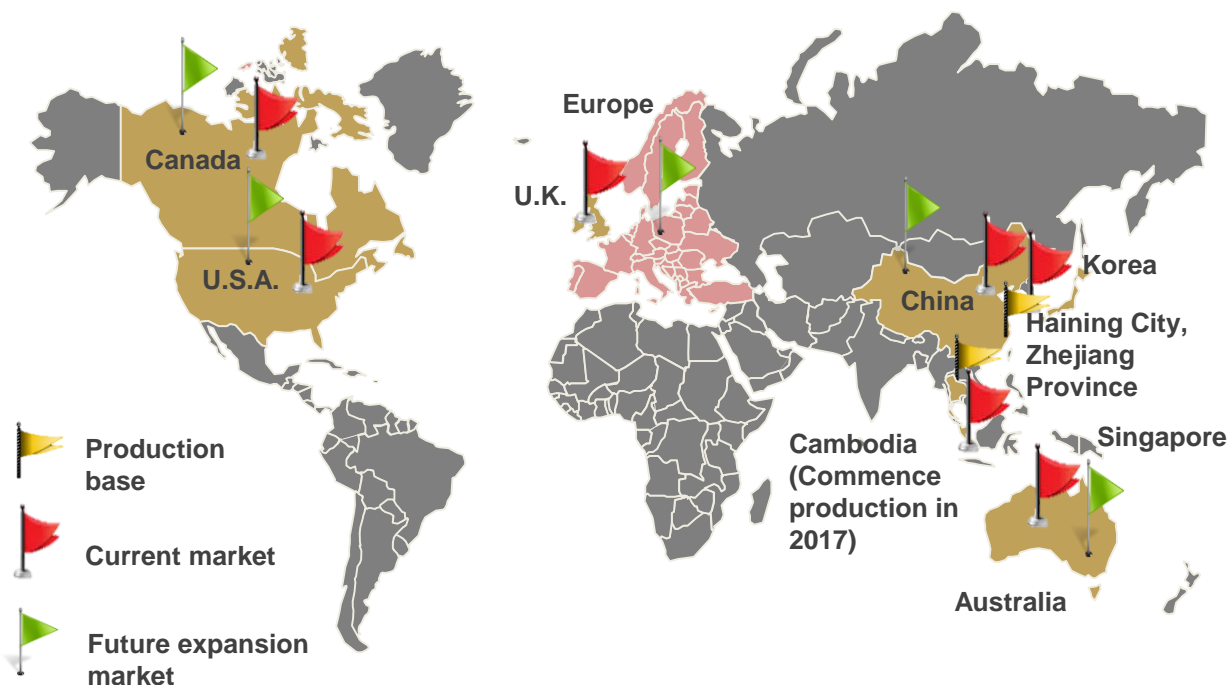 Europe
Canada
U.K.
U.S.A.
China
Korea
Haining City,
Zhejiang
Province
Cambodia
(Commence
production in
2017)
Singapore
Australia
Production
base
Current market
Future expansion
market